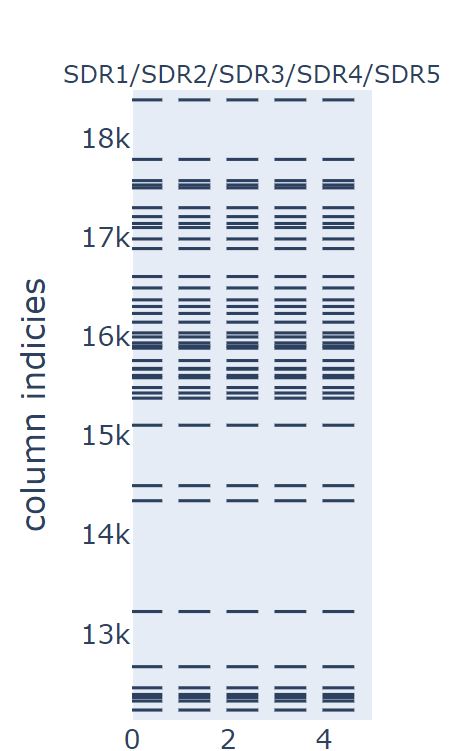 SDR1/SDR2/SDR3/SDR4/SDR5
18k
17k
16k
15k
14k
13k
column indicies
0 2 4